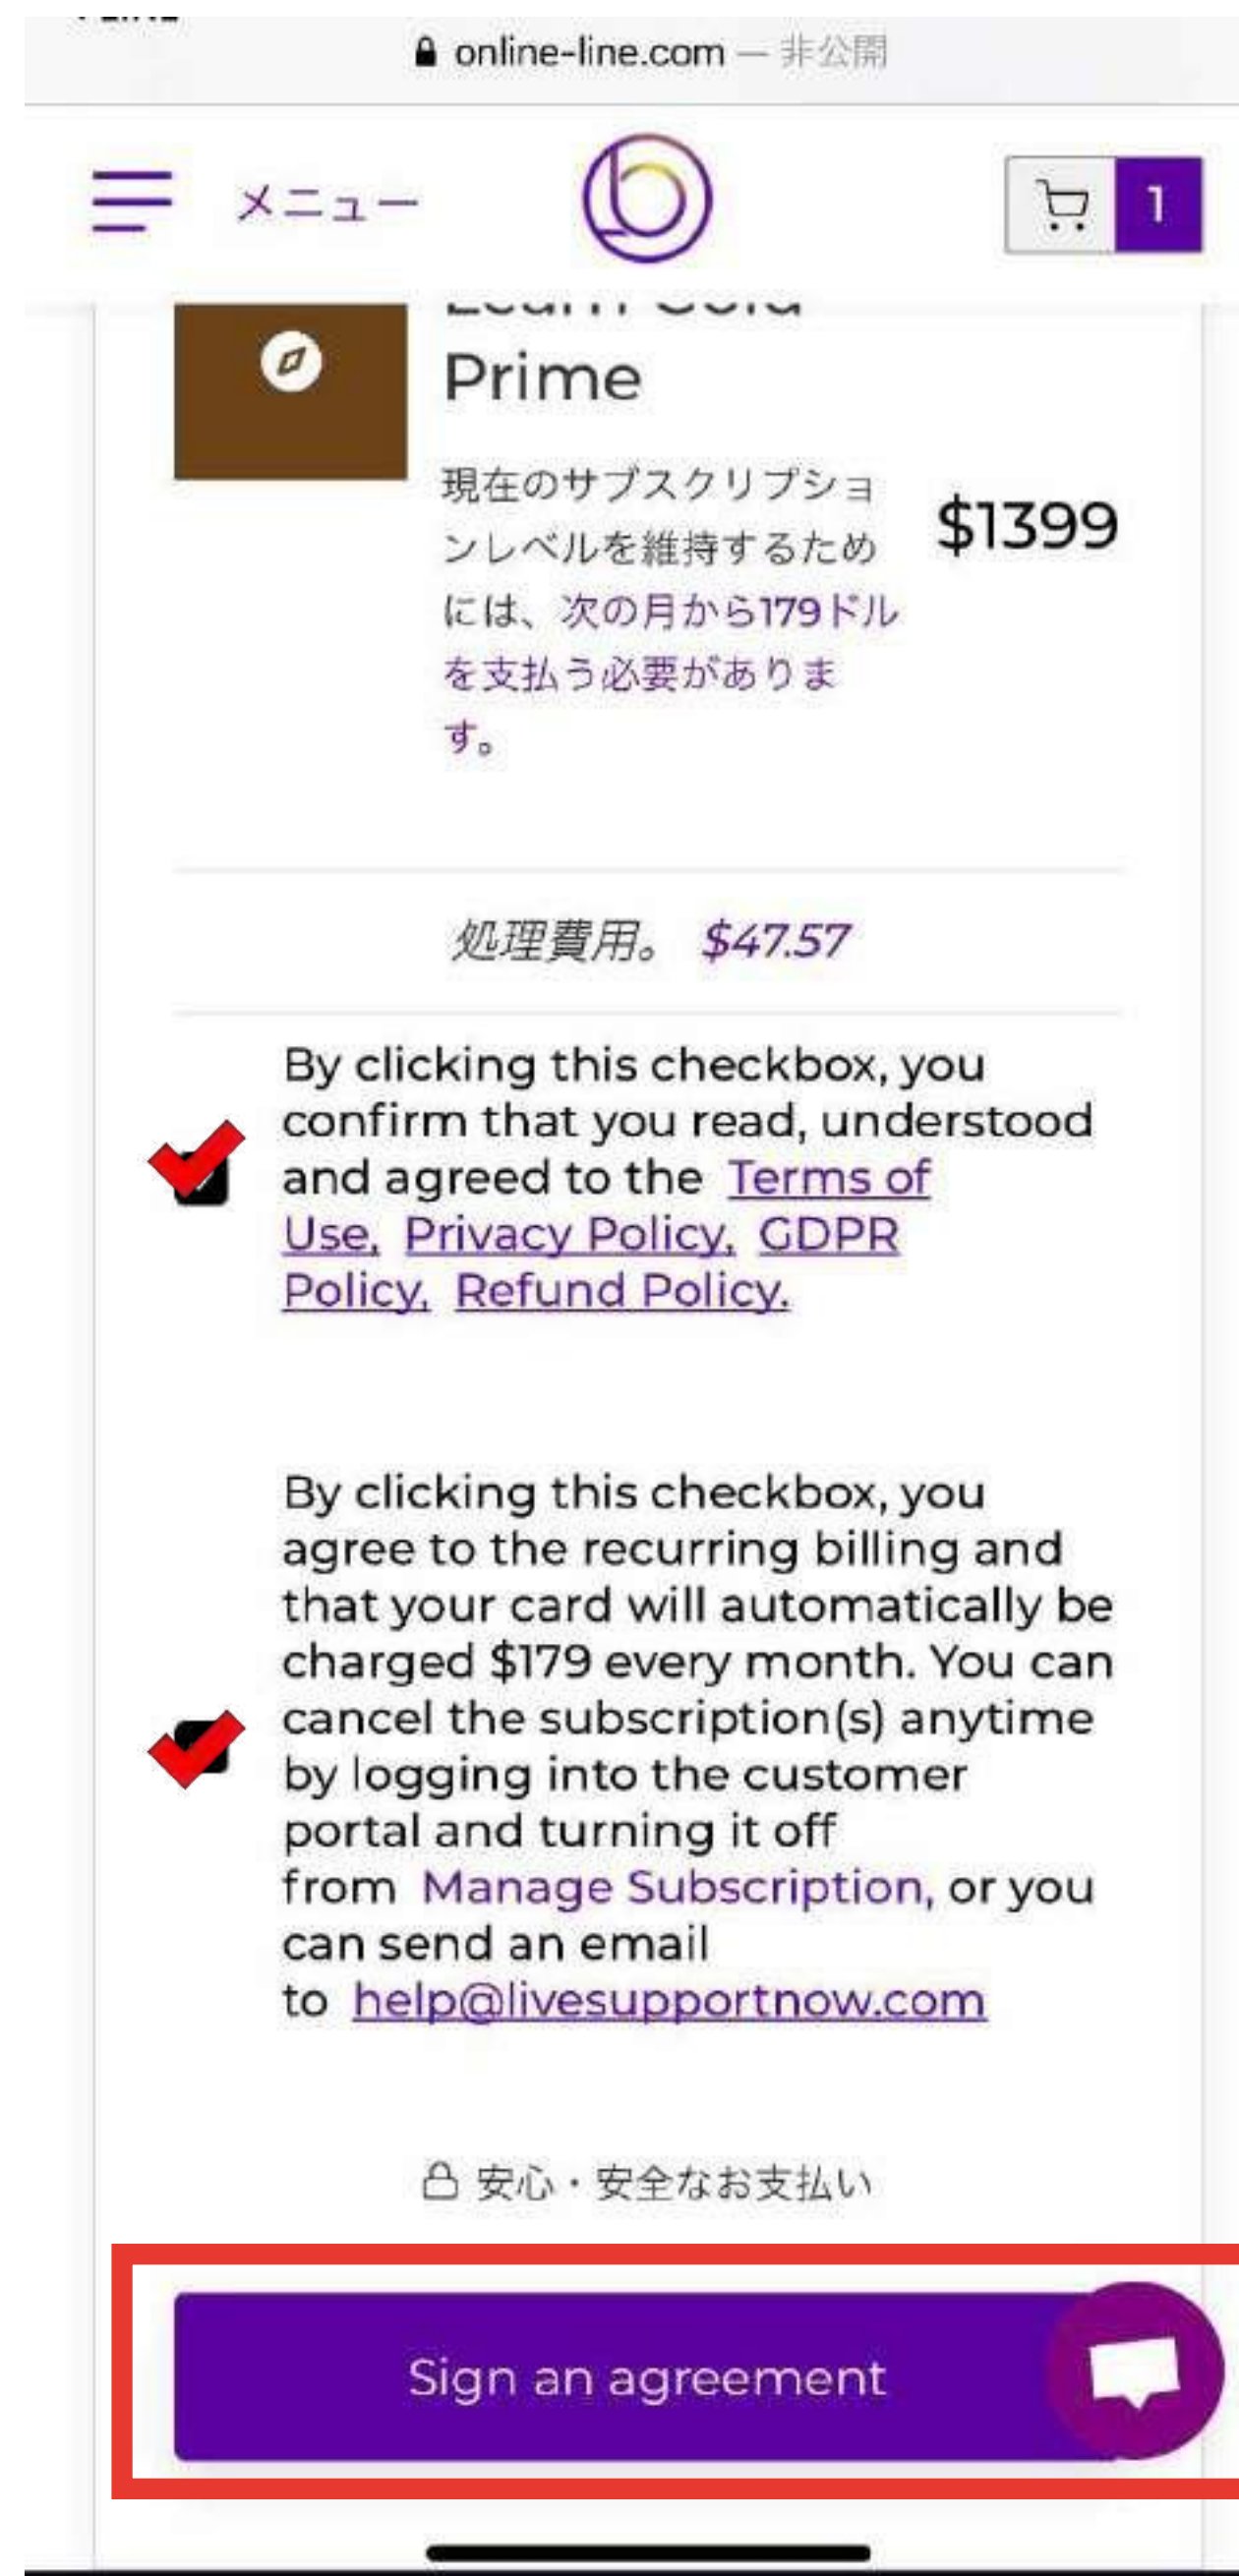 online-line.com — 非公開
メニュー
1
Prime
現在のサブスクリプショ
ンレベルを維持するため
には、次の月から179ドル
を支払う必要がありま
す。
$1399
処理費用。 $47.57
By clicking this checkbox, you
confirm that you read, understood
and agreed to the Terms of
Use, Privacy Policy, GDPR
Policy, Refund Policy.
By clicking this checkbox, you
agree to the recurring billing and
that your card will automatically be
charged $179 every month. You can
cancel the subscription(s) anytime
by logging into the customer
portal and turning it off
from Manage Subscription, or you
can send an email
to help@livesupportnow.com
安心・安全なお支払い
Sign an agreement